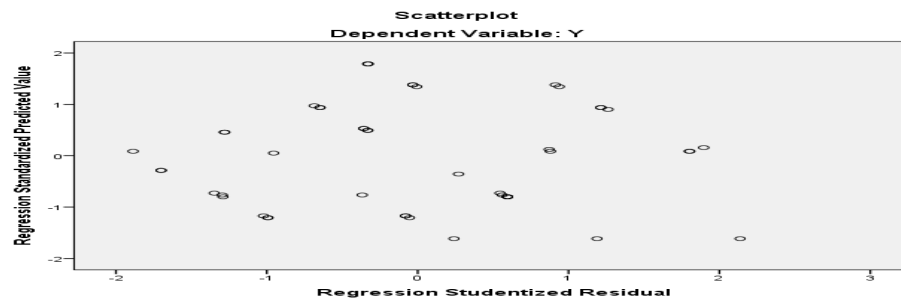 Scatterplot
Dependent Variable: Y
Regression Standardized Predicted Value
2
1
0
-1
-2
-2 -1 0 1 2 3
Regression Studentized Residual